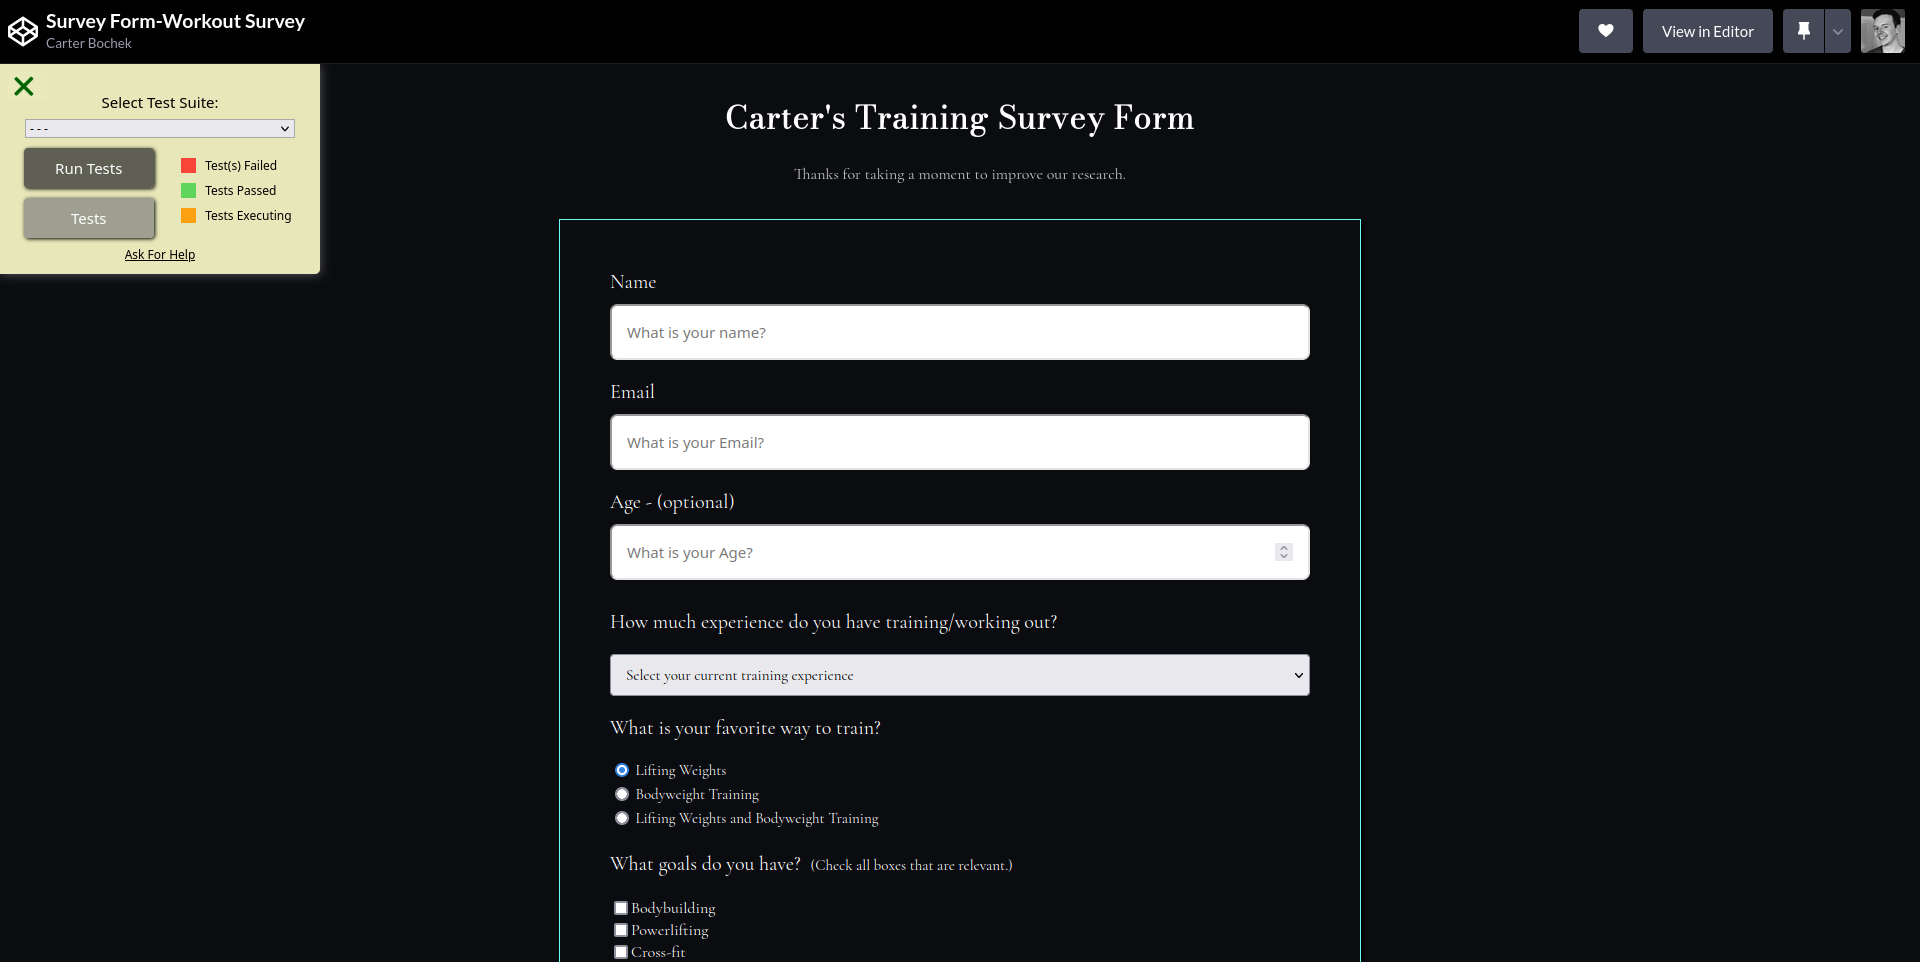 Survey Form-Workout Survey
Carter Bochek
View in Editor
Select Test Suite:
- - -
Run Tests
Tests
Test(s) Failed
Tests Passed
Tests Executing
Ask For Help
Carter's Training Survey Form
Thanks for taking a moment to improve our research.
Name
What is your name?
Email
What is your Email?
Age - (optional)
What is your Age?
How much experience do you have training/working out?
Select your current training experience
What is your favorite way to train?
Lifting Weights
Bodyweight Training
Lifting Weights and Bodyweight Training
What goals do you have? (Check all boxes that are relevant.)
Bodybuilding
Powerlifting
Cross-fit